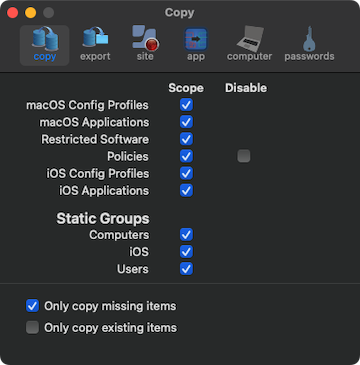 Copy
copy export site app computer passwords
Scope Disable
macOS Config Profiles
macOS Applications
Restricted Software
Policies
iOS Config Profiles
iOS Applications
Static Groups
Computers
iOS
Users
Only copy missing items
Only copy existing items